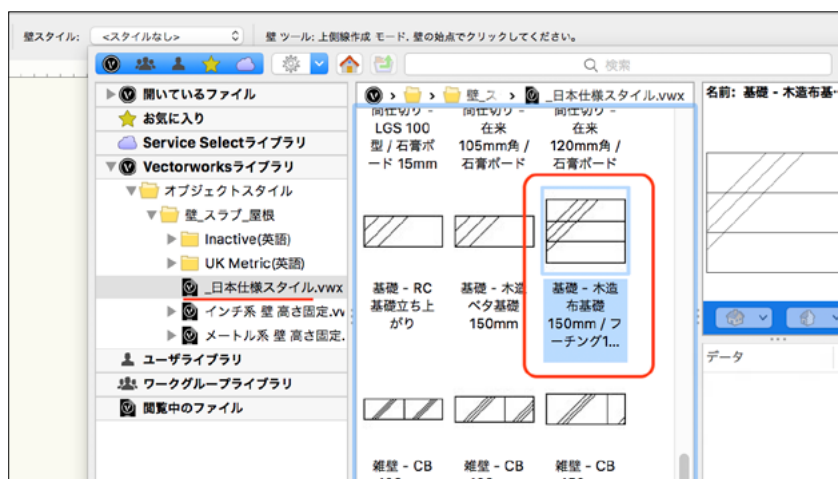 壁スタイル: <スタイルなし> 壁 ツール: 上側線作成 モード. 壁の始点でクリックしてください。
検索
開いているファイル
お気に入り
Service Selectライブラリ
Vectorworksライブラリ
オブジェクトスタイル
壁_スラブ_屋根
Inactive(英語)
UK Metric(英語)
_日本仕様スタイル.vwx
インチ系 壁 高さ固定.vw
メートル系 壁 高さ固定.
ユーザライブラリ
ワークグループライブラリ
閲覧中のファイル
› › 壁_ス › _日本仕様スタイル.vwx
間仕切り -
LGS 100
型 / 石膏ボ
ード 15mm
間仕切り -
在来
105mm角 /
石膏ボード
間仕切り -
在来
120mm角 /
石膏ボード
基礎 - RC
基礎立ち上
がり
基礎 - 木造
ベタ基礎
150mm
基礎 - 木造
布基礎
150mm / フ
ーチング1...
雑壁 - CB
雑壁 - CB
雑壁 - CB
名前: 基礎 - 木造布基…
データ